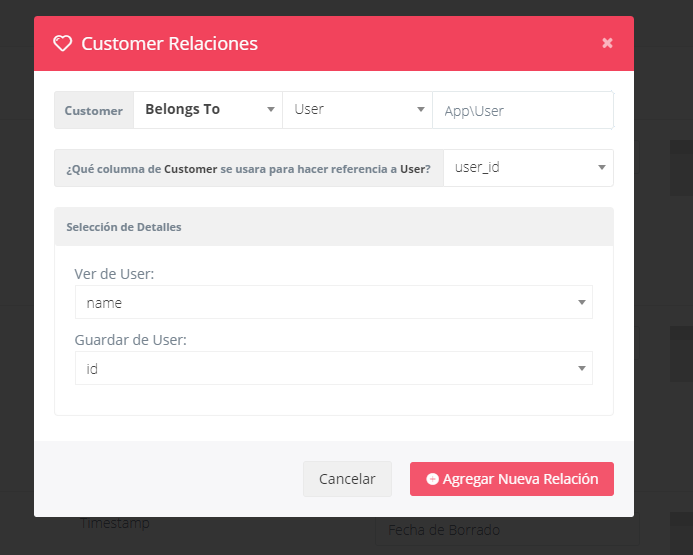 Customer Relaciones
Customer Belongs To User App\User
¿Qué columna de Customer se usara para hacer referencia a User? user_id
Selección de Detalles
Ver de User:
name
Guardar de User:
id
Cancelar Agregar Nueva Relación
Timestamp Fecha de Borrado